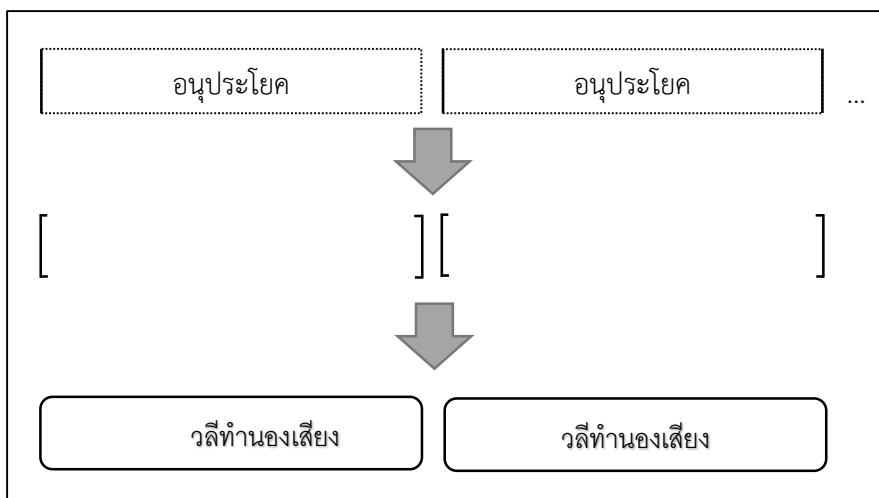 อนุประโยค อนุประโยค ...
[ ] [ ]
วลีทำนองเสียง วลีทำนองเสียง